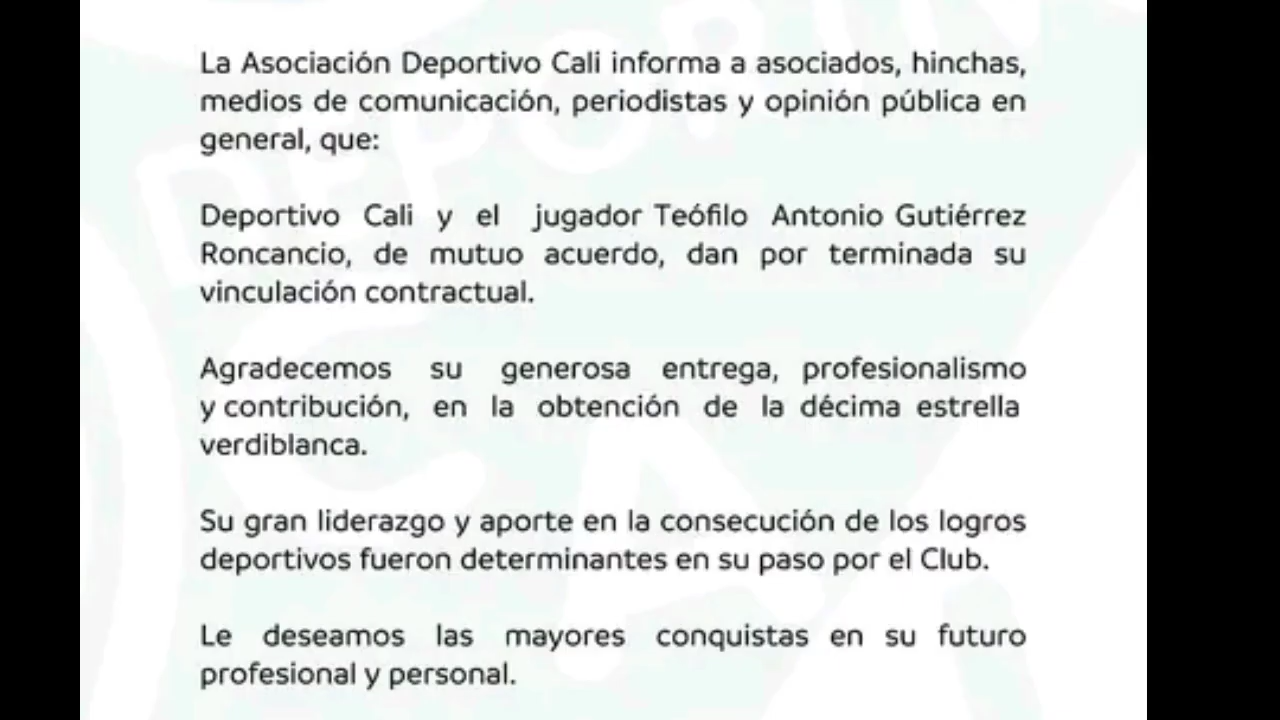 La Asociación Deportivo Cali informa a asociados, hinchas,
medios de comunicación, periodistas y opinión pública en
general, que:
Deportivo Cali y el jugador Teófilo Antonio Gutiérrez
Roncancio, de mutuo acuerdo, dan por terminada su
vinculación contractual.
Agradecemos su generosa entrega, profesionalismo
y contribución, en la obtención de la décima estrella
verdiblanca.
Su gran liderazgo y aporte en la consecución de los logros
deportivos fueron determinantes en su paso por el Club.
Le deseamos las mayores conquistas en su futuro
profesional y personal.